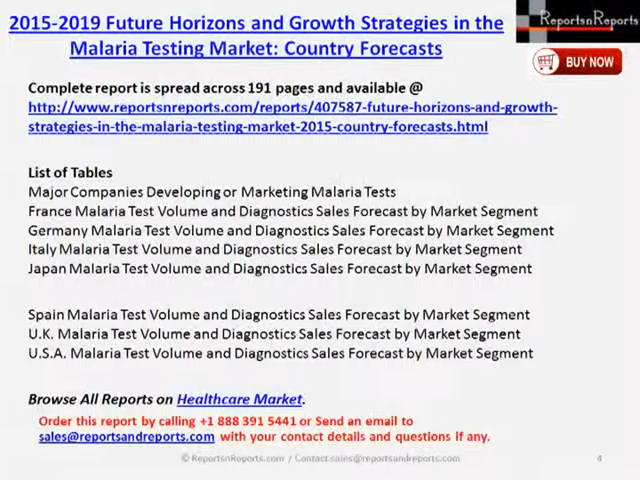 2015-2019 Future Horizons and Growth Strategies in the
Malaria Testing Market: Country Forecasts
ReportsnReports
BUY NOW
Complete report is spread across 191 pages and available @
http://www.reportsnreports.com/reports/407587-future-horizons-and-growth-
strategies-in-the-malaria-testing-market-2015-country-forecasts.html
List of Tables
Major Companies Developing or Marketing Malaria Tests
France Malaria Test Volume and Diagnostics Sales Forecast by Market Segment
Germany Malaria Test Volume and Diagnostics Sales Forecast by Market Segment
Italy Malaria Test Volume and Diagnostics Sales Forecast by Market Segment
Japan Malaria Test Volume and Diagnostics Sales Forecast by Market Segment
Spain Malaria Test Volume and Diagnostics Sales Forecast by Market Segment
U.K. Malaria Test Volume and Diagnostics Sales Forecast by Market Segment
U.S.A. Malaria Test Volume and Diagnostics Sales Forecast by Market Segment
Browse All Reports on Healthcare Market.
Order this report by calling +1 888 391 5441 or Send an email to
sales@reportsandreports.com with your contact details and questions if any.
© ReportsnReports.com / Contact sales@reportsandreports.com
4